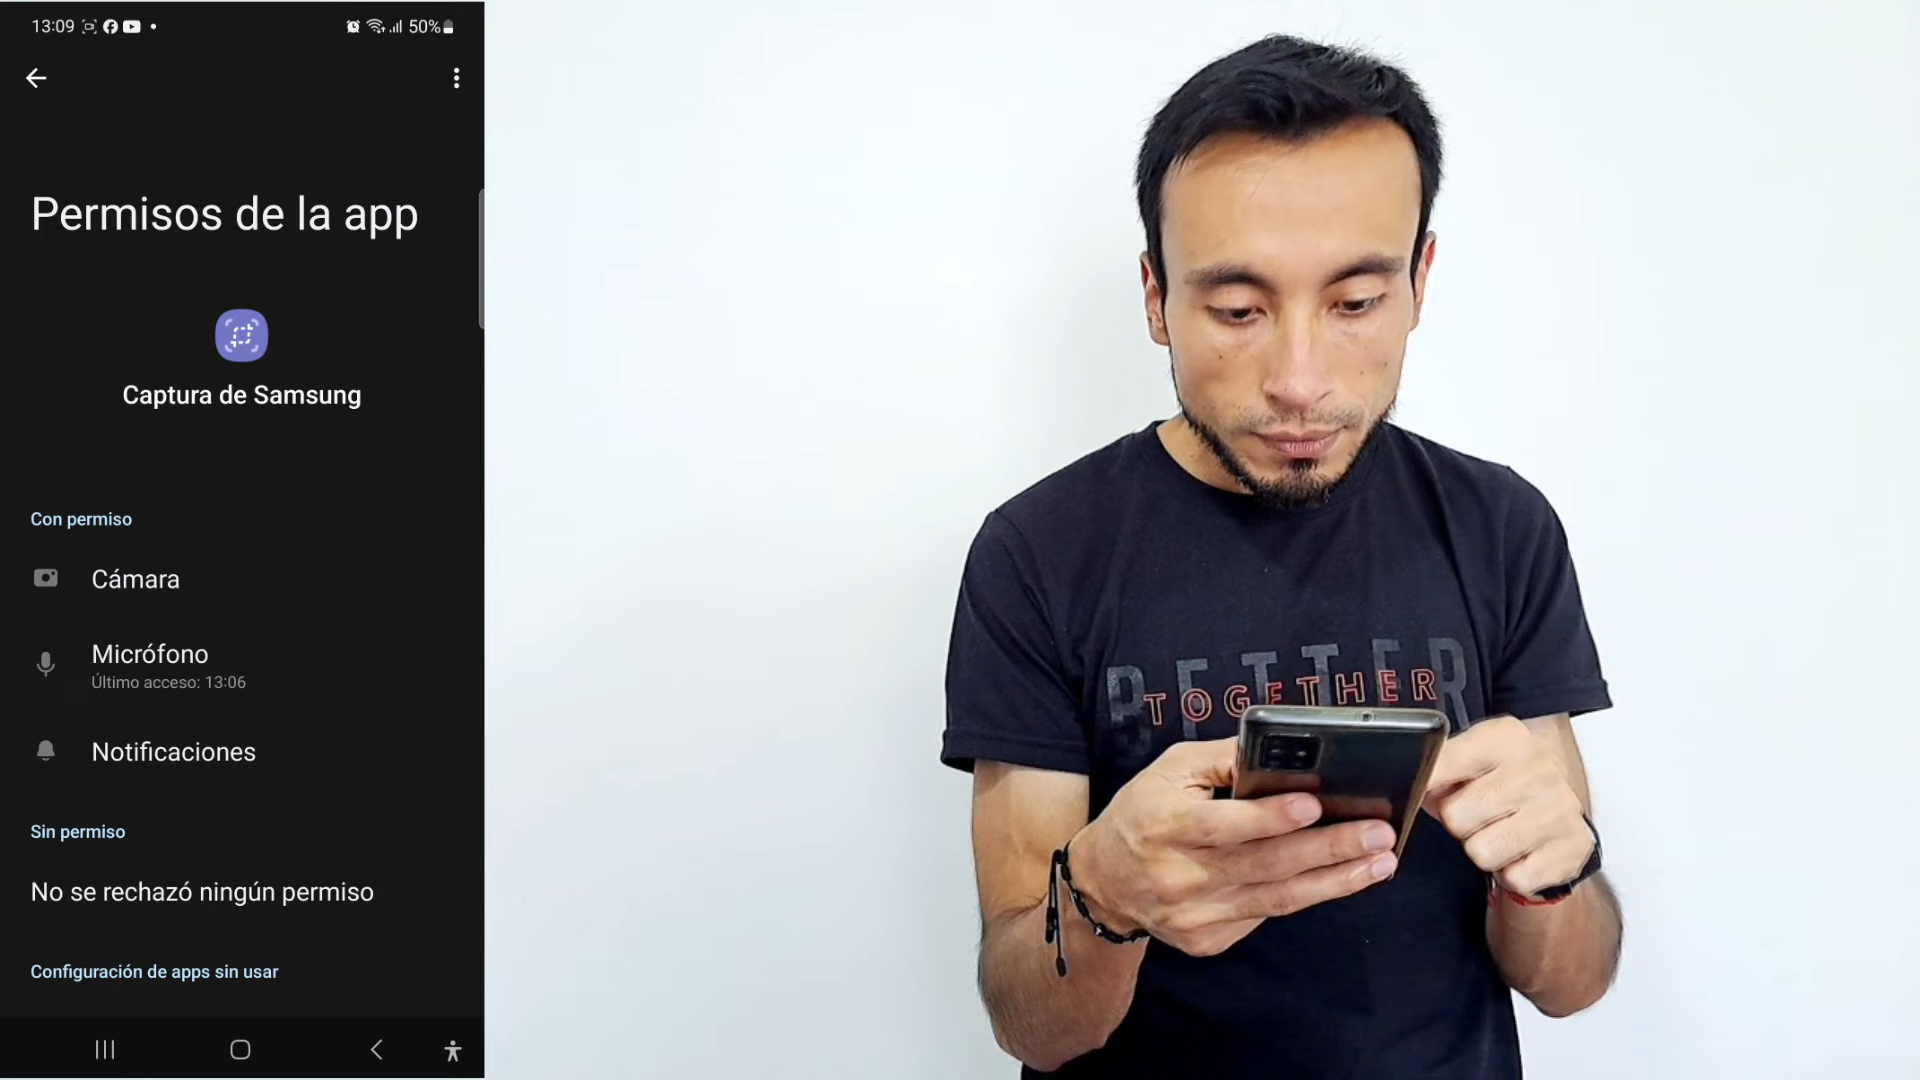 13:09
50%
Permisos de la app
Captura de Samsung
Con permiso
Cámara
Micrófono
Último acceso: 13:06
Notificaciones
Sin permiso
No se rechazó ningún permiso
Configuración de apps sin usar
BETTER
TOGETHER